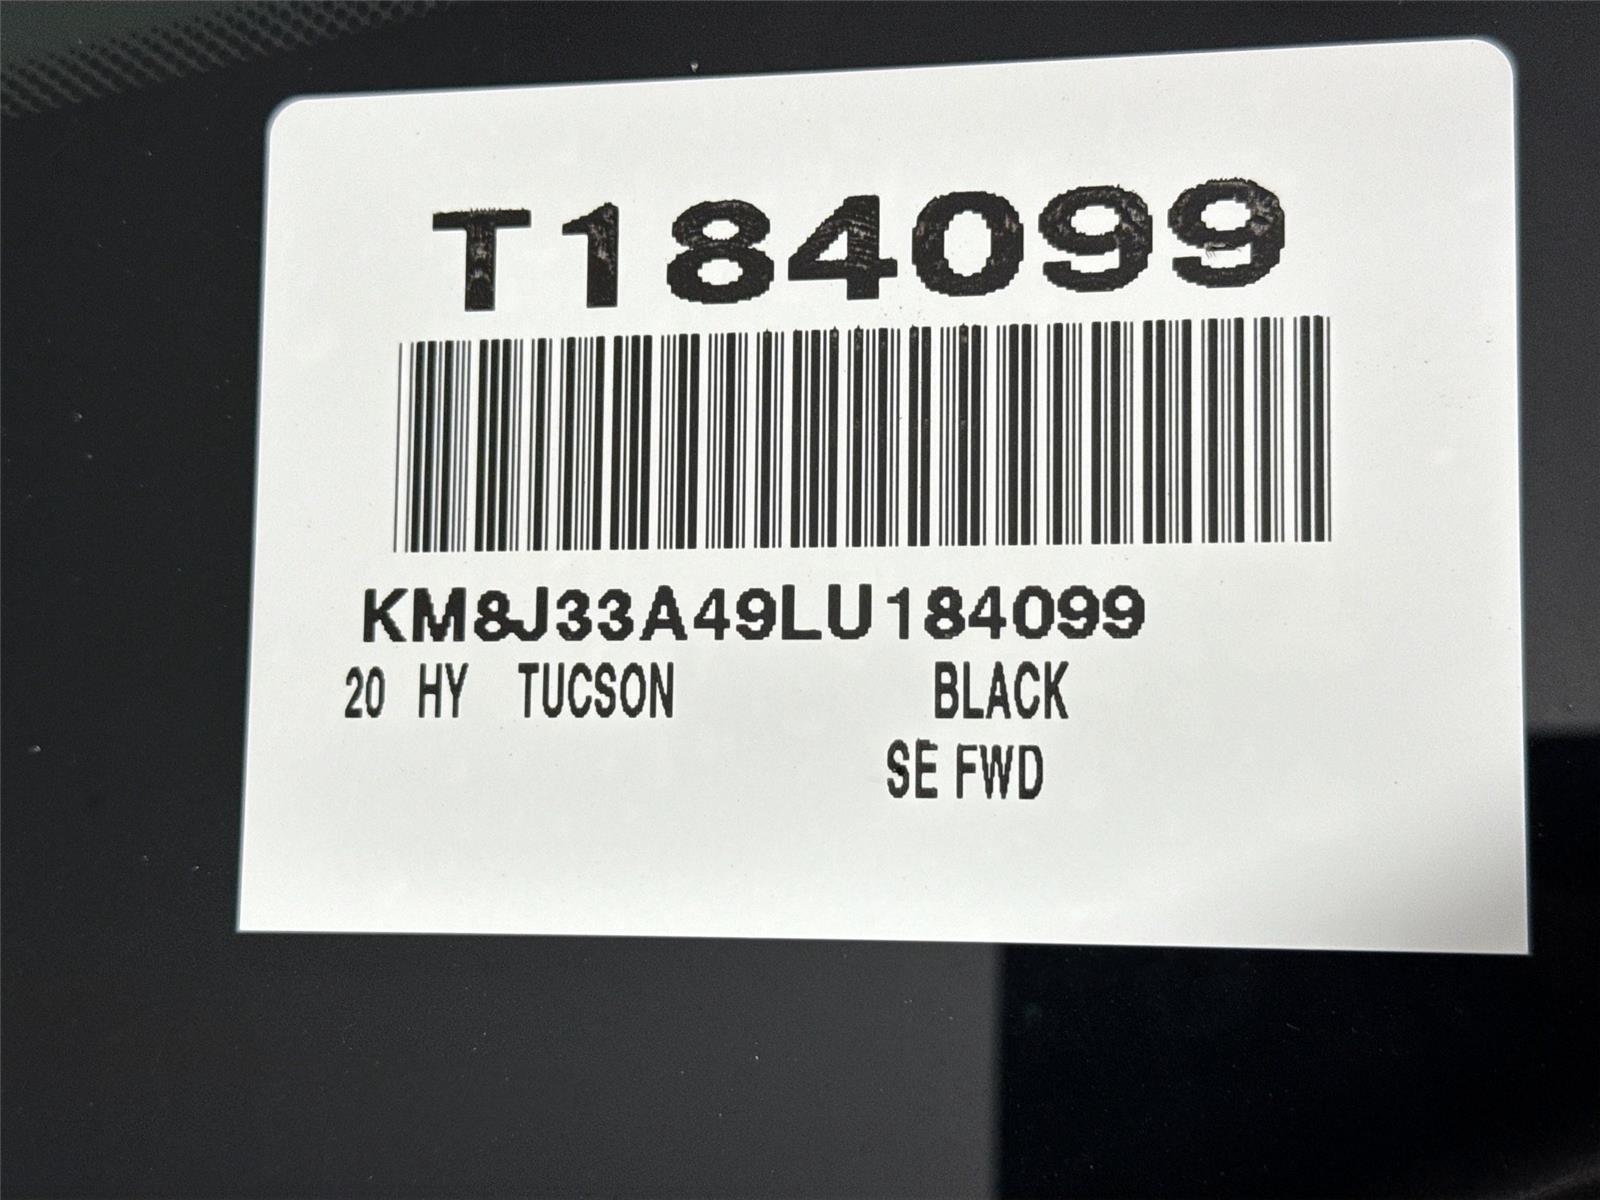 T184099
KM8J33A49LU184099
20 HY TUCSON BLACK
SE FWD